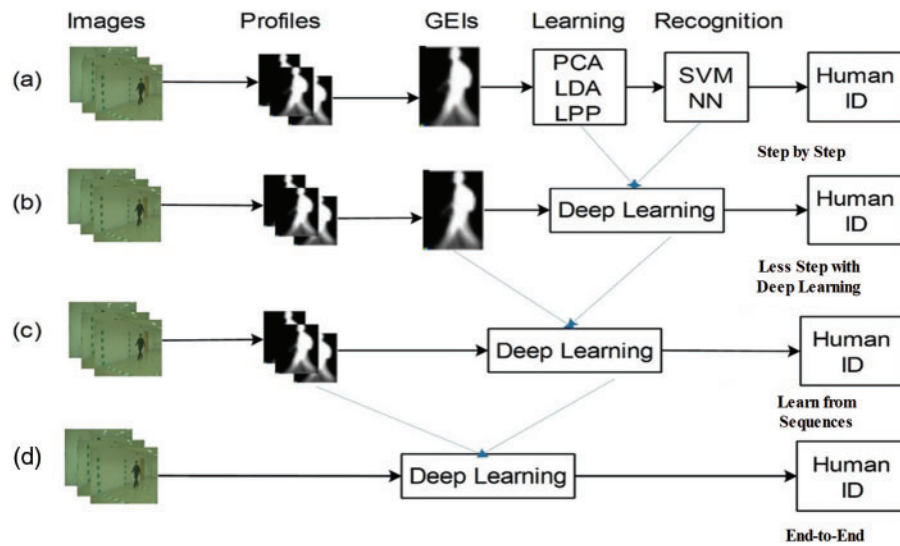 Images Profiles GEIs Learning Recognition
(a)
PCA
LDA
LPP
SVM
NN
Human
ID
Step by Step
(b)
Deep Learning
Human
ID
Less Step with
Deep Learning
(c)
Deep Learning
Human
ID
Learn from
Sequences
(d)
Deep Learning
Human
ID
End-to-End